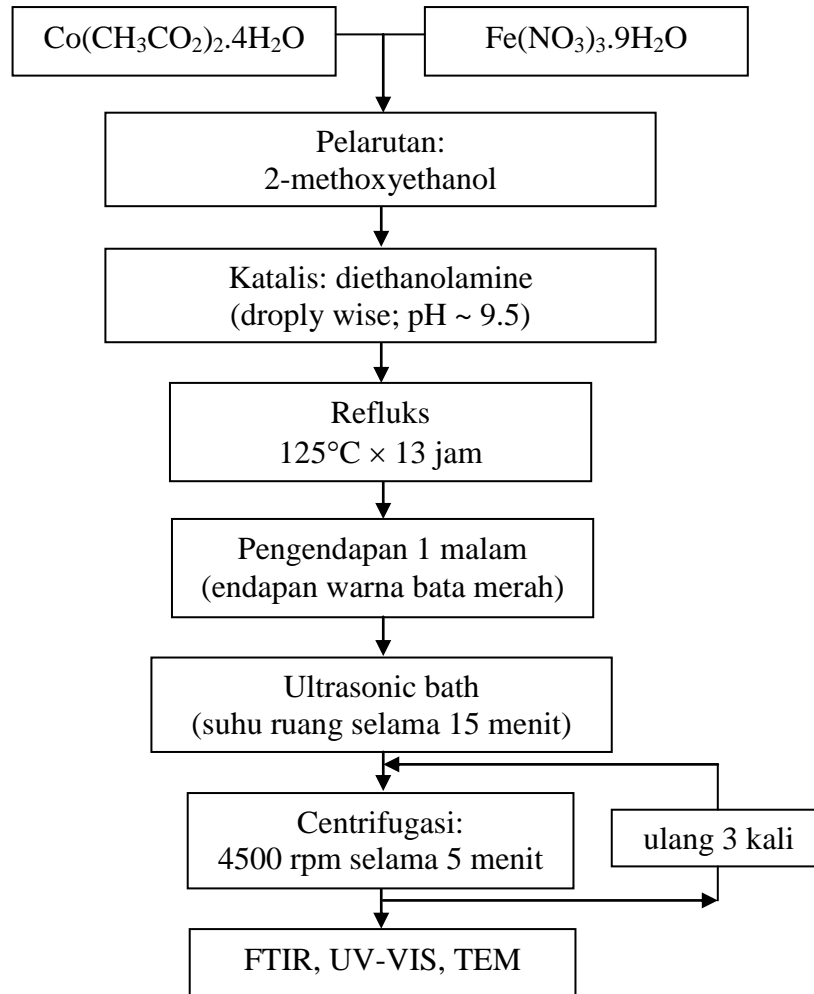 Co(CH₃CO₂)₂.4H₂O
Fe(NO₃)₃.9H₂O
Pelarutan:
2-methoxyethanol
Katalis: diethanolamine
(droply wise; pH ~ 9.5)
Refluks
125°C × 13 jam
Pengendapan 1 malam
(endapan warna bata merah)
Ultrasonic bath
(suhu ruang selama 15 menit)
Centrifugasi:
4500 rpm selama 5 menit
ulang 3 kali
FTIR, UV-VIS, TEM